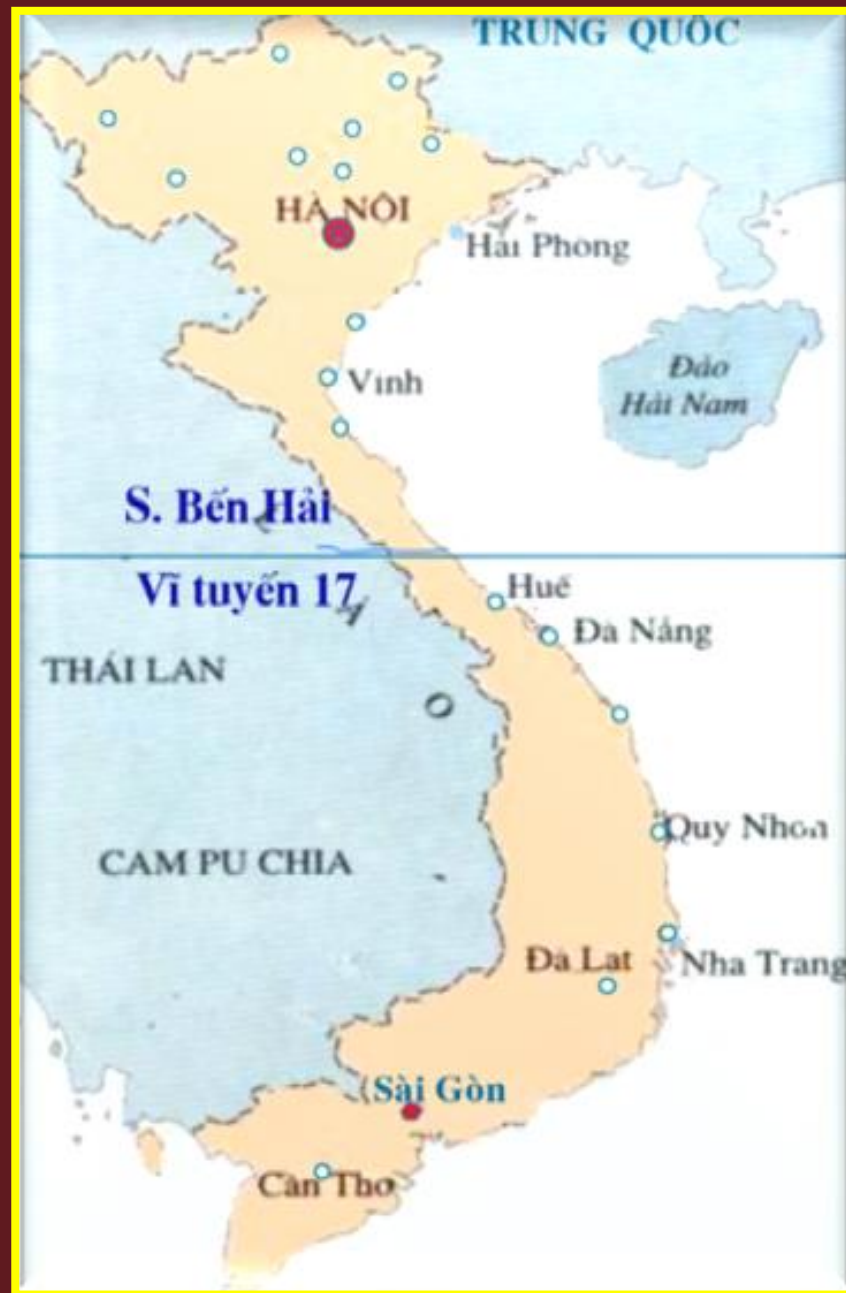 TRUNG QUỐC
HÀ NỘI
Hải Phong
Vinh
Đảo
Hải Nam
S. Bến Hải
L
Vĩ tuyến 17
À
Huế
Đà Nẵng
THÁI LAN
O
Quy Nhơn
CAM PU CHIA
Đà Lạt
Nha Trang
Sài Gòn
Cần Thơ